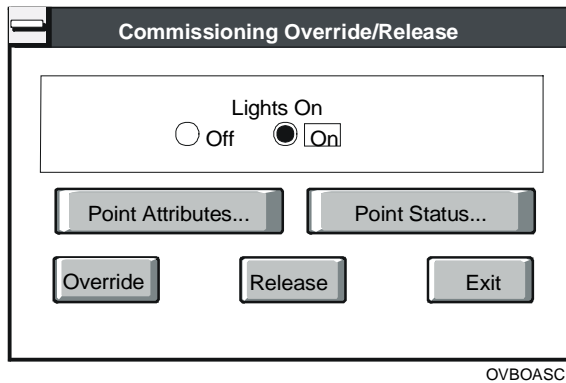 Commissioning Override/Release
Lights On
Off On
Point Attributes... Point Status...
Override Release Exit
OVBOASC